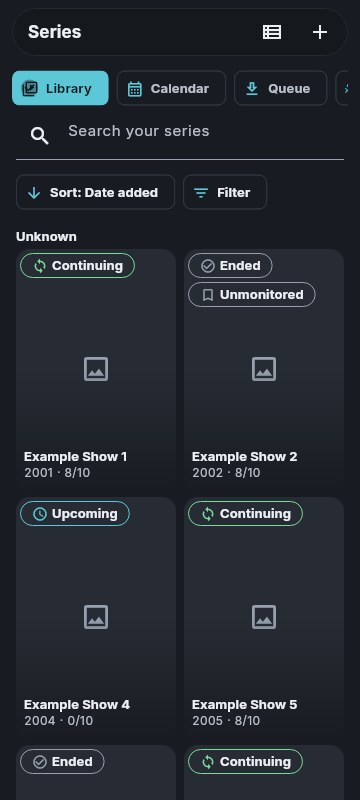 Series
Library
Calendar
Queue
Search your series
Sort: Date added
Filter
Unknown
Continuing
Ended
Unmonitored
Example Show 1
2001 · 8/10
Example Show 2
2002 · 8/10
Upcoming
Continuing
Example Show 4
2004 · 0/10
Example Show 5
2005 · 8/10
Ended
Continuing